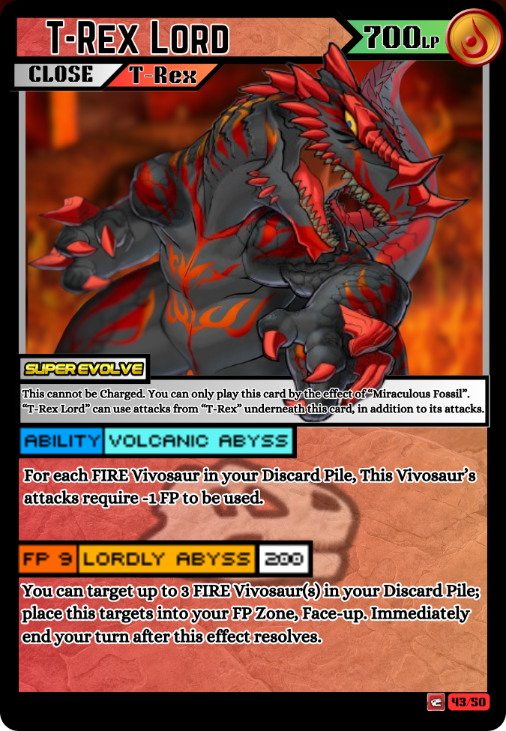 T-Rex Lord
700LP
CLOSE
T-Rex
SUPER EVOLVE
This cannot be Charged. You can only play this card by the effect of "Miraculous Fossil".
"T-Rex Lord" can use attacks from "T-Rex" underneath this card, in addition to its attacks.
ABILITY VOLCANIC ABYSS
For each FIRE Vivosaur in your Discard Pile, This Vivosaur's
attacks require -1 FP to be used.
FP 9 LORDLY ABYSS 200
You can target up to 3 FIRE Vivosaur(s) in your Discard Pile;
place this targets into your FP Zone, Face-up. Immediately
end your turn after this effect resolves.
43/50